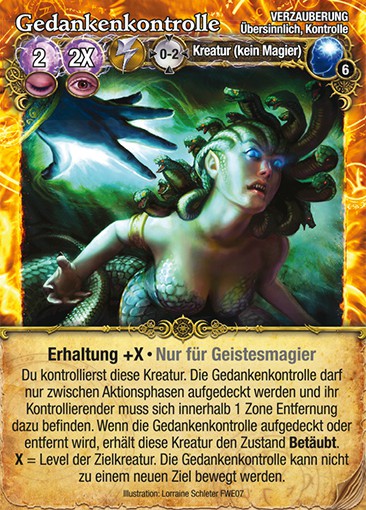 Gedankenkontrolle
VERZAUBERUNG
Übersinnlich, Kontrolle
2 2X 0-2 Kreatur (kein Magier)
6
Erhaltung +X • Nur für Geistesmagier
Du kontrollierst diese Kreatur. Die Gedankenkontrolle darf
nur zwischen Aktionsphasen aufgedeckt werden und ihr
Kontrollierender muss sich innerhalb 1 Zone Entfernung
dazu befinden. Wenn die Gedankenkontrolle aufgedeckt oder
entfernt wird, erhält diese Kreatur den Zustand Betäubt.
X = Level der Zielkreatur. Die Gedankenkontrolle kann nicht
zu einem neuen Ziel bewegt werden.
Illustration: Lorraine Schleter FWE07